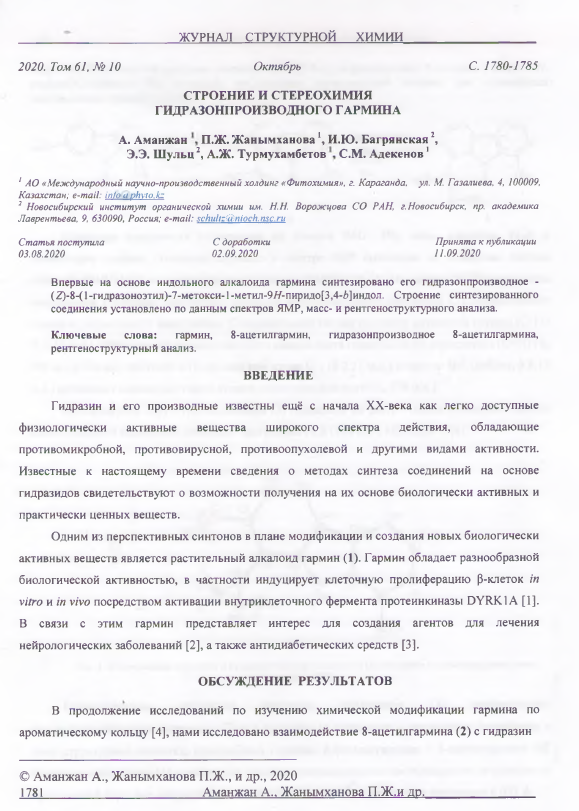 ЖУРНАЛ СТРУКТУРНОЙ ХИМИИ
2020. Том 61, № 10 Октябрь С. 1780-1785
СТРОЕНИЕ И СТЕРЕОХИМИЯ
ГИДРАЗОНПРОИЗВОДНОГО ГАРМИНА
А. Аманжан ¹, П.Ж. Жанымханова ¹, И.Ю. Багрянская ²,
Э.Э. Шульц ², А.Ж. Турмухамбетов ¹, С.М. Адекенов ¹
¹ АО «Международный научно-производственный холдинг «Фитохимия», г. Караганда, ул. М. Газалиева, 4, 100009,
Казахстан; e-mail: info@phyto.kz
² Новосибирский институт органической химии им. Н.Н. Ворожцова СО РАН, г.Новосибирск, пр. академика
Лаврентьева, 9, 630090, Россия; e-mail: schultz@nioch.nsc.ru
Статья поступила С доработки Принята к публикации
03.08.2020 02.09.2020 11.09.2020
Впервые на основе индольного алкалоида гармина синтезировано его гидразонпроизводное -
(Z)-8-(1-гидразоноэтил)-7-метокси-1-метил-9H-пиридо[3,4-b]индол. Строение синтезированного
соединения установлено по данным спектров ЯМР, масс- и рентгеноструктурного анализа.
Ключевые слова: гармин, 8-ацетилгармин, гидразонпроизводное 8-ацетилгармина,
рентгеноструктурный анализ.
ВВЕДЕНИЕ
Гидразин и его производные известны ещё с начала XX-века как легко доступные
физиологически активные вещества широкого спектра действия, обладающие
противомикробной, противовирусной, противоопухолевой и другими видами активности.
Известные к настоящему времени сведения о методах синтеза соединений на основе
гидразидов свидетельствуют о возможности получения на их основе биологически активных и
практически ценных веществ.
Одним из перспективных синтонов в плане модификации и создания новых биологически
активных веществ является растительный алкалоид гармин (1). Гармин обладает разнообразной
биологической активностью, в частности индуцирует клеточную пролиферацию β-клеток in
vitro и in vivo посредством активации внутриклеточного фермента протеинкиназы DYRK1A [1].
В связи с этим гармин представляет интерес для создания агентов для лечения
нейрологических заболеваний [2], а также антидиабетических средств [3].
ОБСУЖДЕНИЕ РЕЗУЛЬТАТОВ
В продолжение исследований по изучению химической модификации гармина по
ароматическому кольцу [4], нами исследовано взаимодействие 8-ацетилгармина (2) с гидразин
© Аманжан А., Жанымханова П.Ж., и др., 2020
1781 Аманжан А., Жанымханова П.Ж.и др.